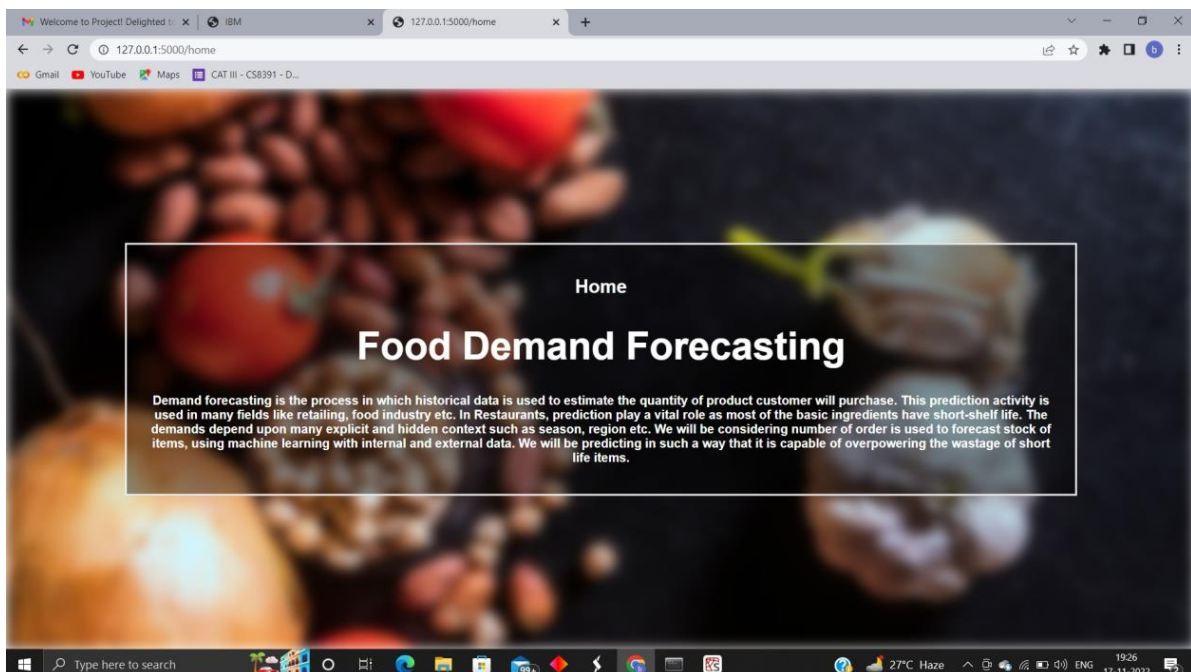 Welcome to Project! Delighted t
IBM
127.0.0.1:5000/home
127.0.0.1:5000/home
Gmail
YouTube
Maps
CAT III - CS8391 - D...
b
Home
Food Demand Forecasting
Demand forecasting is the process in which historical data is used to estimate the quantity of product customer will purchase. This prediction activity is
used in many fields like retailing, food industry etc. In Restaurants, prediction play a vital role as most of the basic ingredients have short-shelf life. The
demands depend upon many explicit and hidden context such as season, region etc. We will be considering number of order is used to forecast stock of
items, using machine learning with internal and external data. We will be predicting in such a way that it is capable of overpowering the wastage of short
life items.
Type here to search
99+
27°C Haze
ENG
19:26
17-11-2022